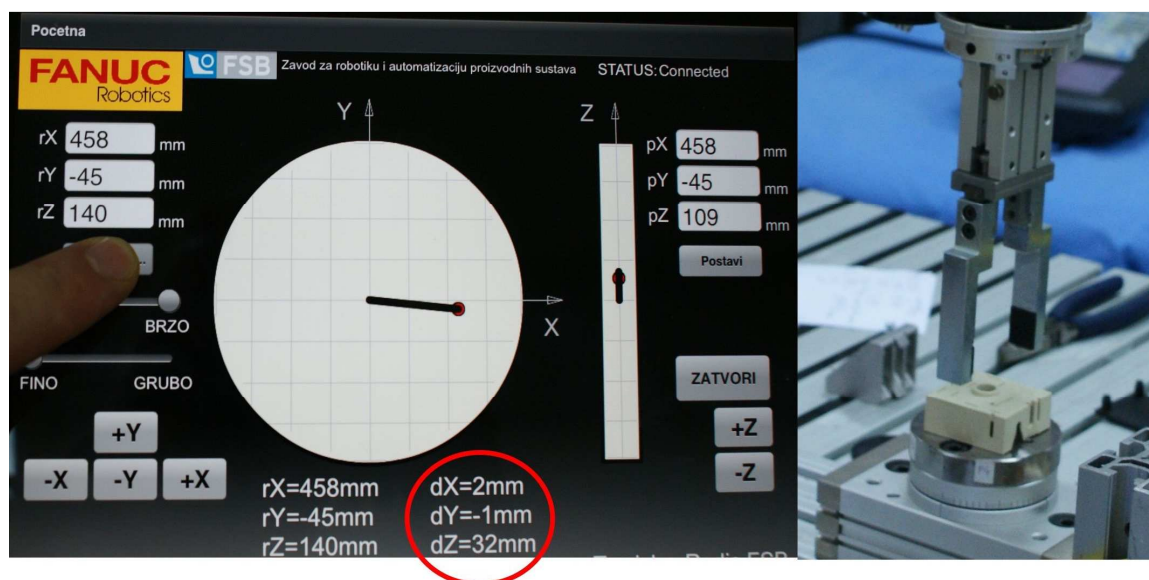 Pocetna
FANUC
Robotics
FSB
Zavod za robotiku i automatizaciju proizvodnih sustava
STATUS:Connected
rX 458 mm
rY -45 mm
rZ 140 mm
BRZO
FINO GRUBO
+Y
-X -Y +X
Y
X
Z
pX 458 mm
pY -45 mm
pZ 109 mm
Postavi
ZATVORI
+Z
-Z
rX=458mm dX=2mm
rY=-45mm dY=-1mm
rZ=140mm dZ=32mm